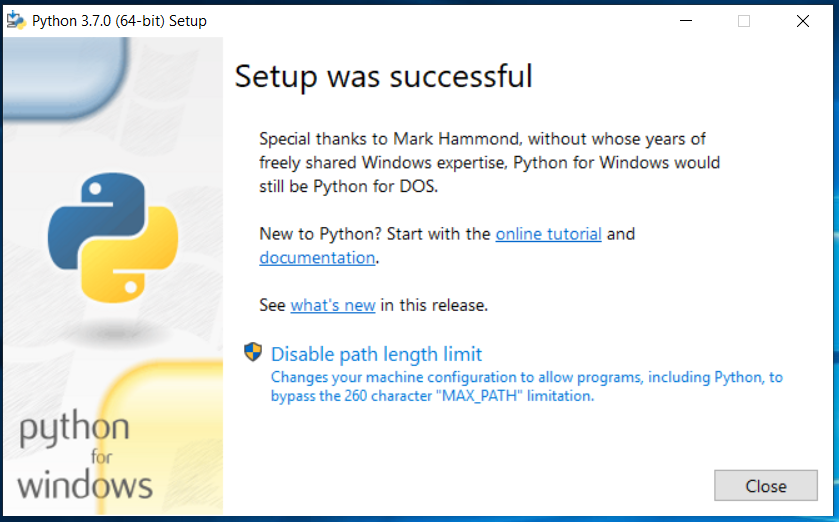 Python 3.7.0 (64-bit) Setup
Setup was successful
Special thanks to Mark Hammond, without whose years of
freely shared Windows expertise, Python for Windows would
still be Python for DOS.
New to Python? Start with the online tutorial and
documentation.
See what's new in this release.
Disable path length limit
Changes your machine configuration to allow programs, including Python, to
bypass the 260 character "MAX_PATH" limitation.
python
for
windows
Close